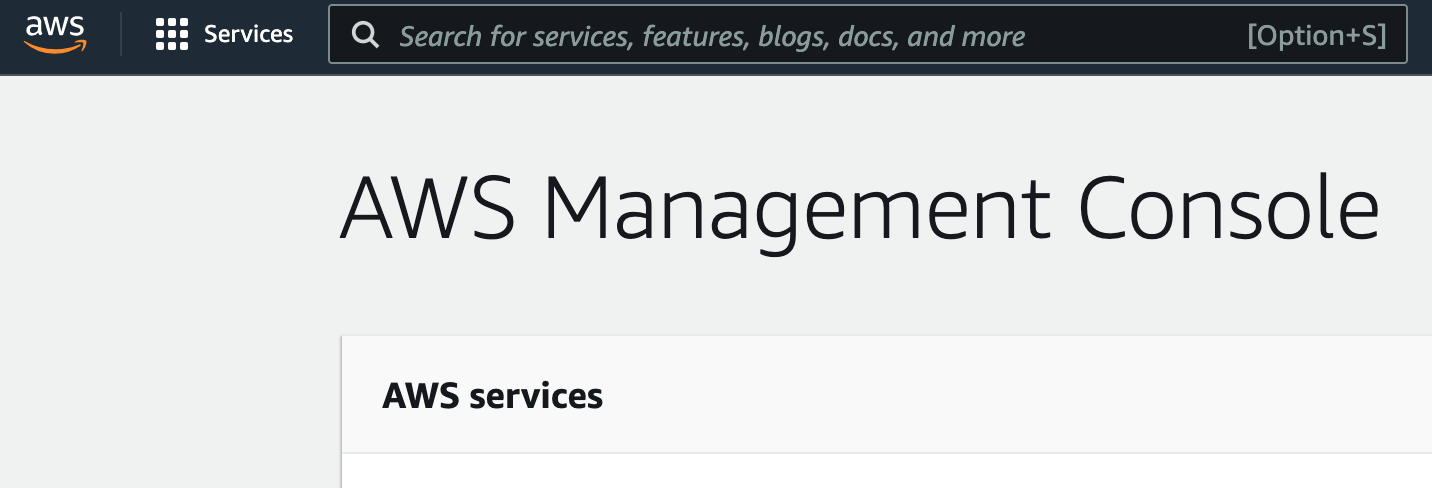 aws
Services
Search for services, features, blogs, docs, and more
[Option+S]
AWS Management Console
AWS services